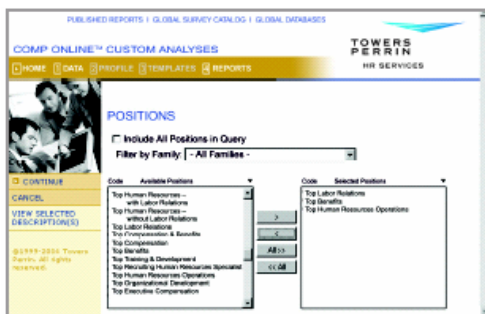 PUBLISHED REPORTS I GLOBAL SURVEY CATALOG I GLOBAL DATABASES
COMP ONLINE™ CUSTOM ANALYSES
TOWERS
PERRIN
HR SERVICES
HOME 1 DATA 2 PROFILE 3 TEMPLATES 4 REPORTS
POSITIONS
Include All Positions in Query
Filter by Family: - All Families -
CONTINUE
CANCEL
VIEW SELECTED
DESCRIPTION(S)
Towers
Perrin. All rights
reserved.
Code Available Positions
Top Human Resources –
with Labor Relations
Top Human Resources –
without Labor Relations
Top Labor Relations
Top Compensation & Benefits
Top Compensation
Top Benefits
Top Training & Development
Top Recruiting Human Resources Specialist
Top Human Resources Operations
Top Organizational Development
Top Executive Compensation
>
<
All >>
<< All
Code Selected Positions
Top Labor Relations
Top Benefits
Top Human Resources Operations